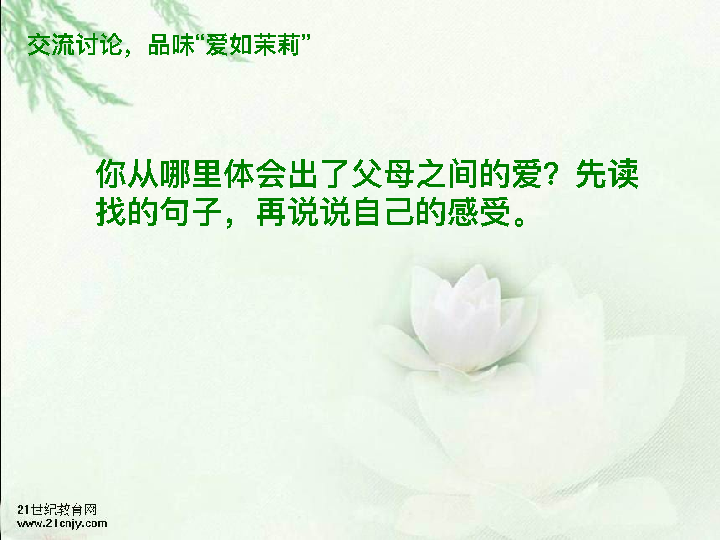 交流讨论，品味“爱如茉莉”
你从哪里体会出了父母之间的爱？先读
找的句子，再说说自己的感受。
21世纪教育网
www.21cnjy.com